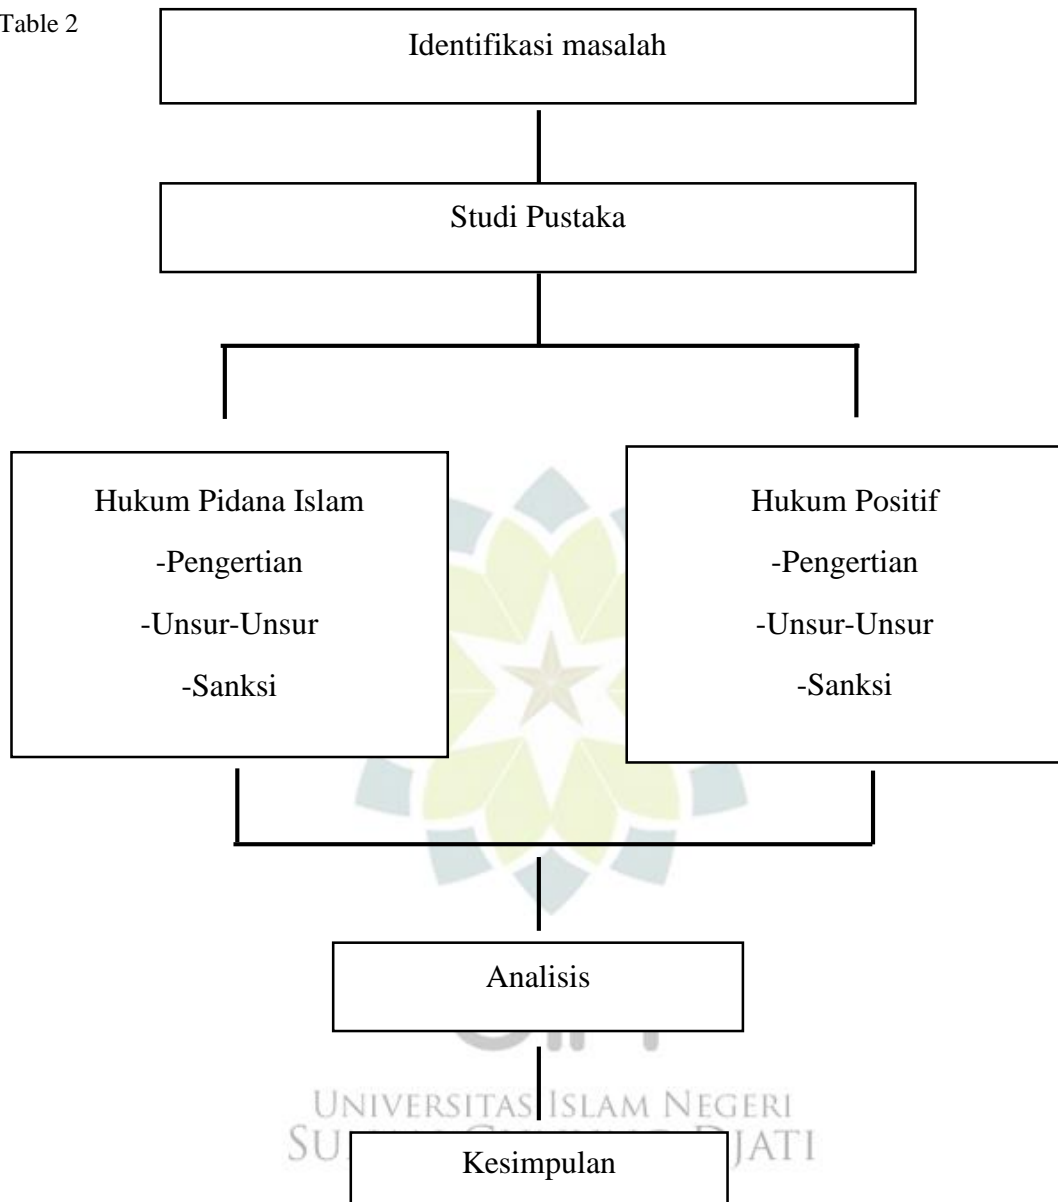 Table 2
Identifikasi masalah
Studi Pustaka
Hukum Pidana Islam
-Pengertian
-Unsur-Unsur
-Sanksi
Hukum Positif
-Pengertian
-Unsur-Unsur
-Sanksi
Analisis
UNIVERSITAS ISLAM NEGERI
DJATI
Kesimpulan